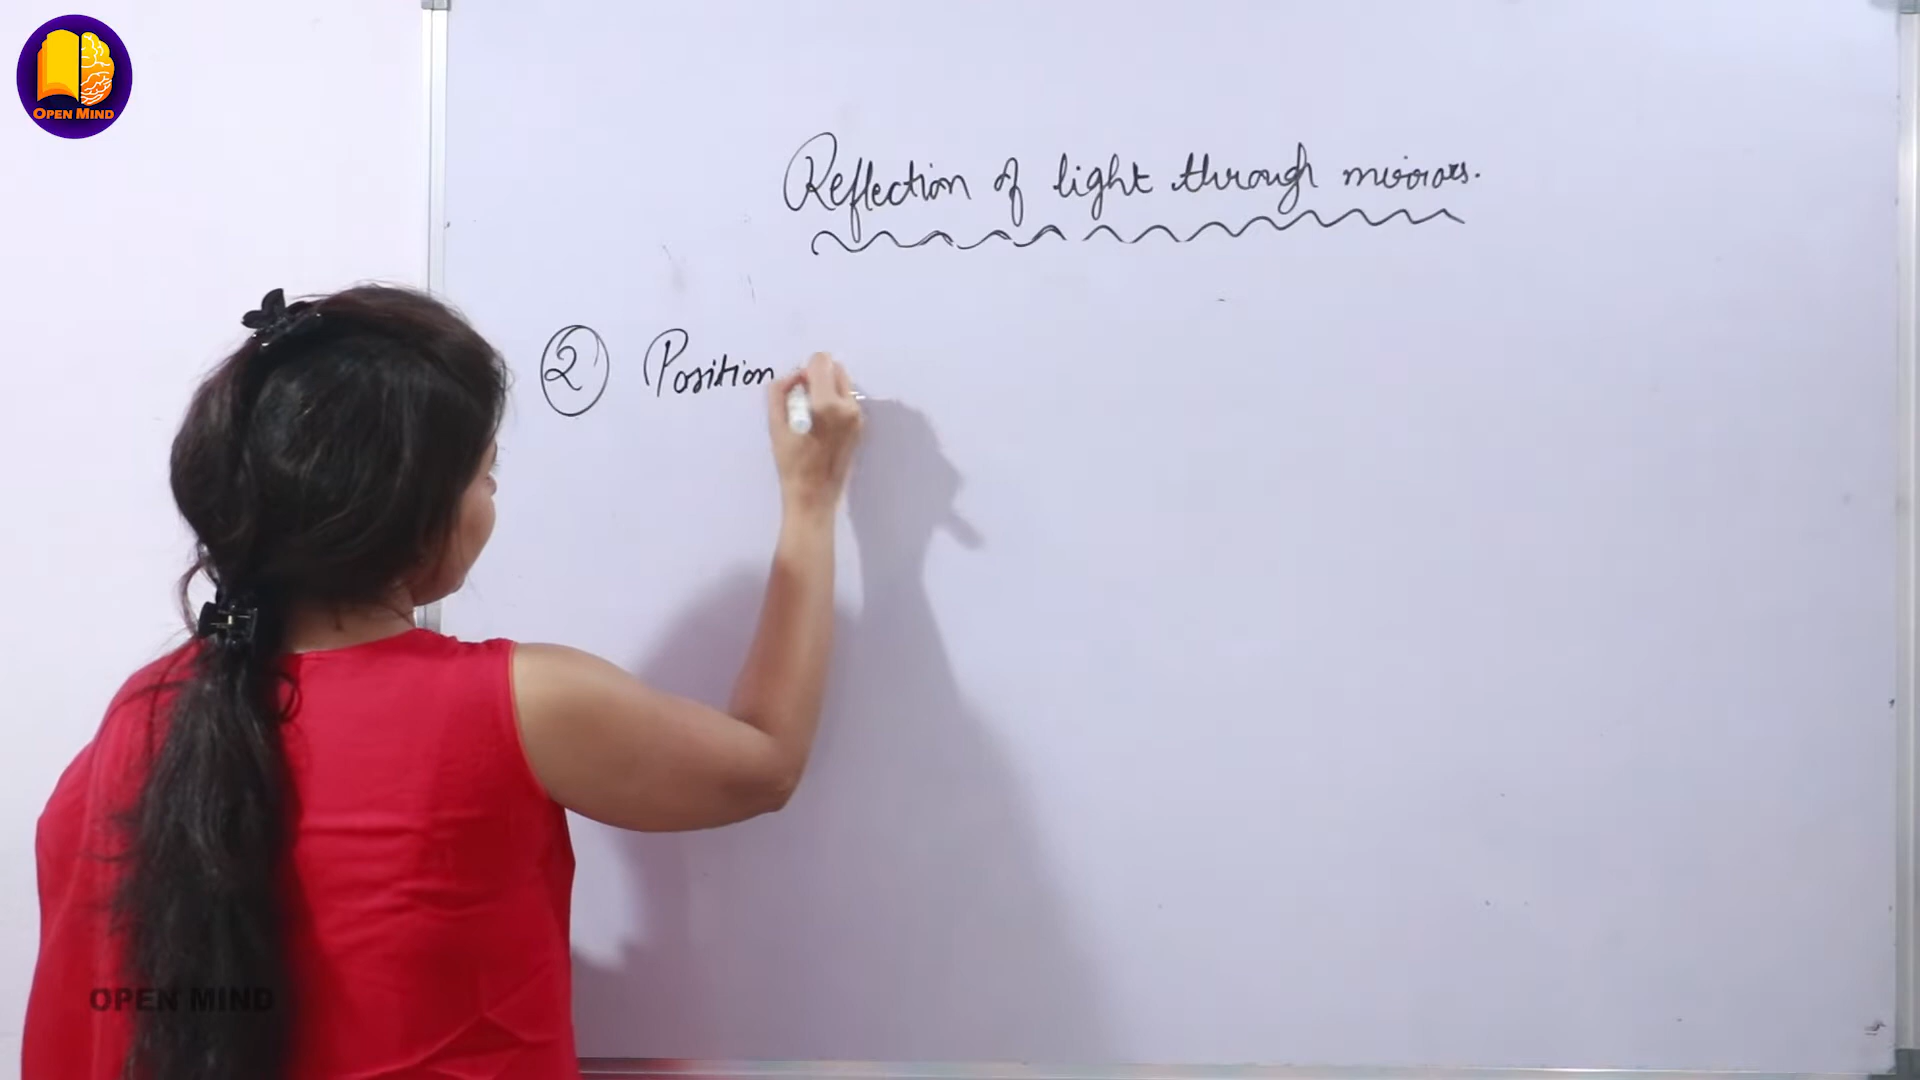 OPEN MIND
Reflection of light through mirrors.
2 Position
OPEN MIND